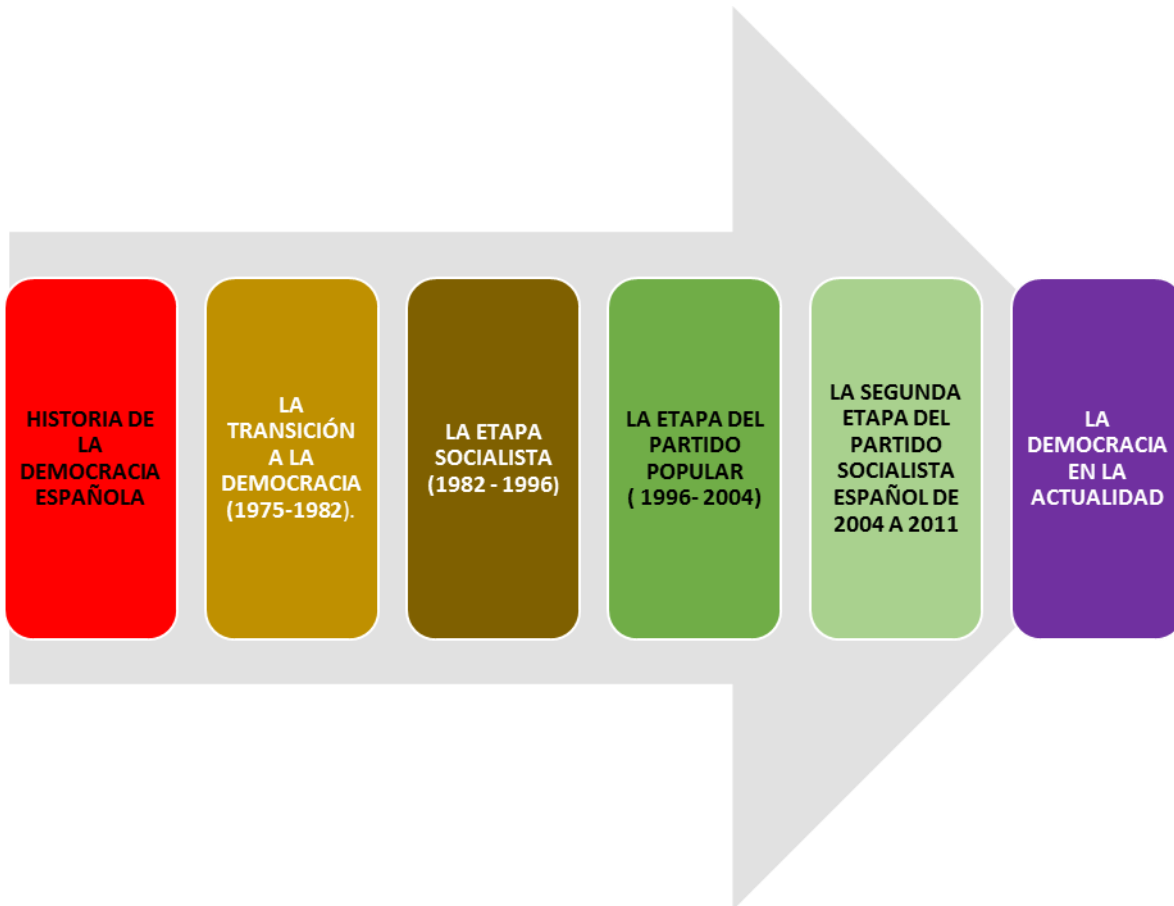 HISTORIA DE
LA
DEMOCRACIA
ESPAÑOLA
LA
TRANSICIÓN
A LA
DEMOCRACIA
(1975-1982).
LA ETAPA
SOCIALISTA
(1982 - 1996)
LA ETAPA DEL
PARTIDO
POPULAR
( 1996- 2004)
LA SEGUNDA
ETAPA DEL
PARTIDO
SOCIALISTA
ESPAÑOL DE
2004 A 2011
LA
DEMOCRACIA
EN LA
ACTUALIDAD